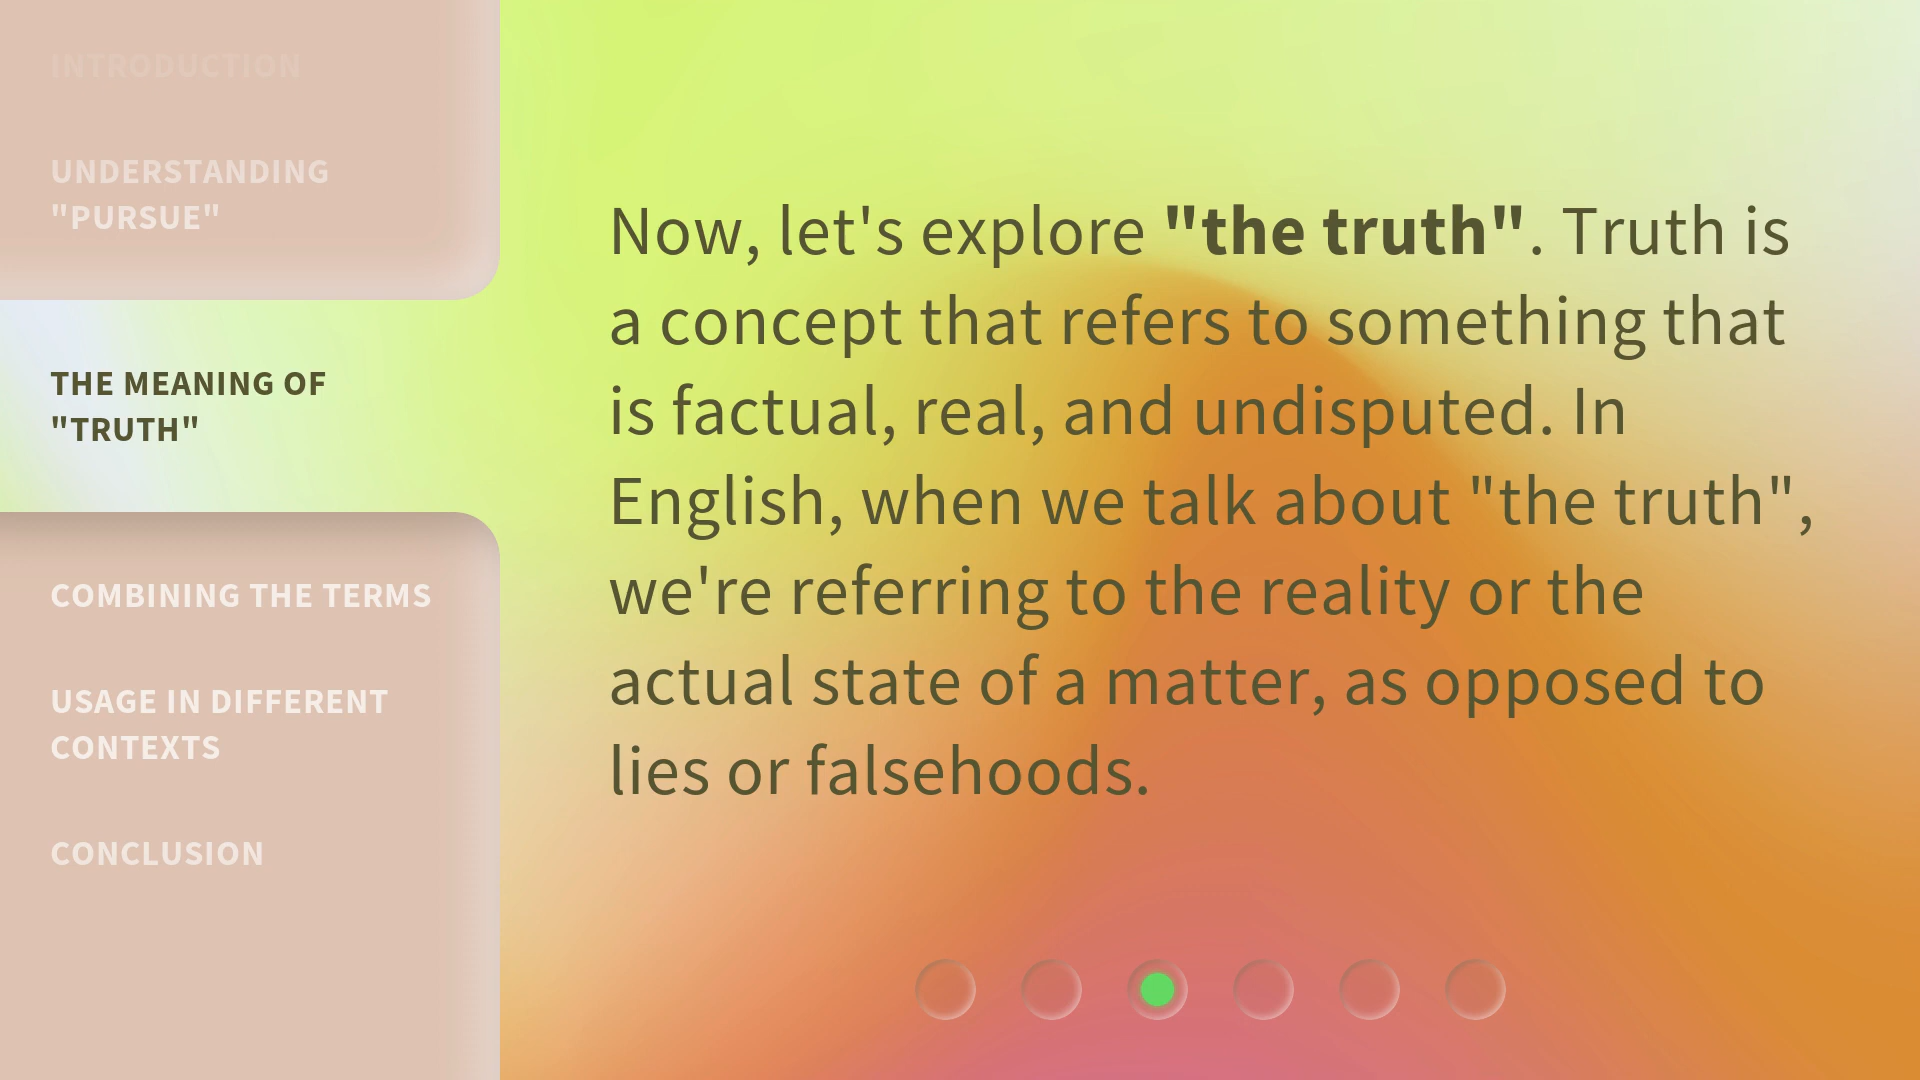 INTRODUCTION
UNDERSTANDING
"PURSUE"
THE MEANING OF
"TRUTH"
COMBINING THE TERMS
USAGE IN DIFFERENT
CONTEXTS
CONCLUSION
Now, let's explore "the truth". Truth is
a concept that refers to something that
is factual, real, and undisputed. In
English, when we talk about "the truth",
we're referring to the reality or the
actual state of a matter, as opposed to
lies or falsehoods.